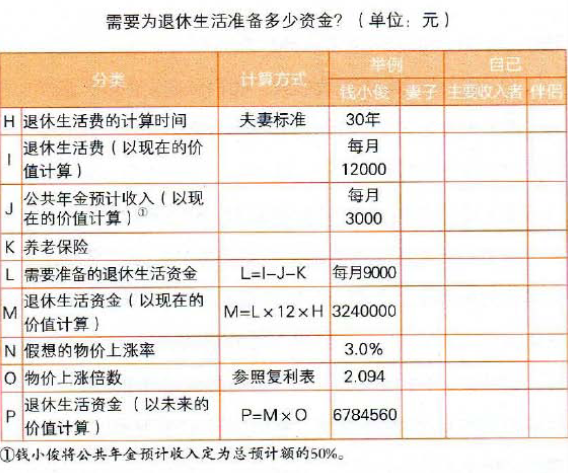 需要为退休生活准备多少资金？（单位：元）
分类 计算方式 举例 自己
钱小俊 妻子 主要收入者 伴侣
H 退休生活费的计算时间 夫妻标准 30年
I 退休生活费（以现在的价值计算） 每月12000
J 公共年金预计收入（以现在的价值计算）① 每月3000
K 养老保险
L 需要准备的退休生活资金 L=I-J-K 每月9000
M 退休生活资金（以现在的价值计算） M=L×12×H 3240000
N 假想的物价上涨率 3.0%
O 物价上涨倍数 参照复利表 2.094
P 退休生活资金（以未来的价值计算） P=M×O 6784560
①钱小俊将公共年金预计收入定为总预计额的50%。